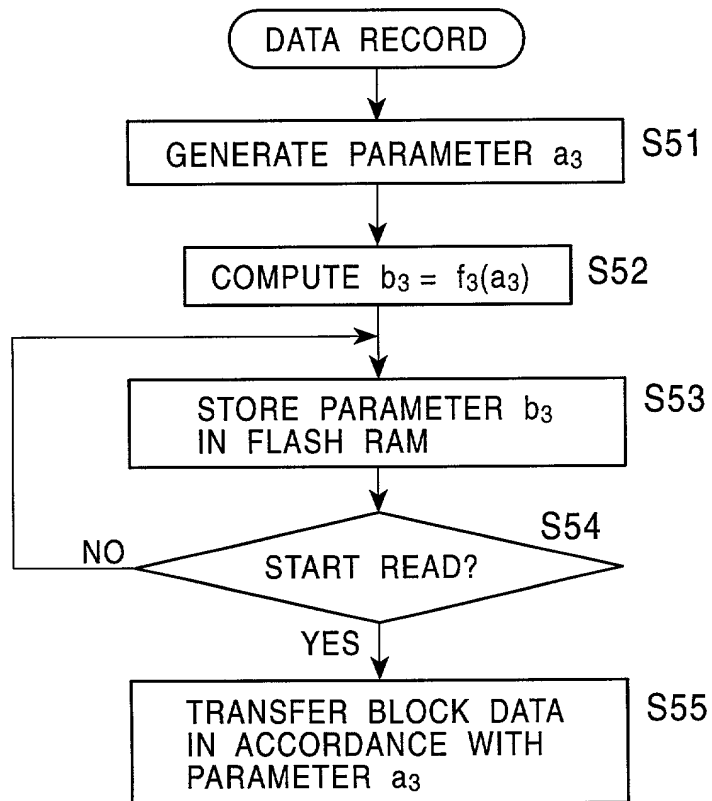 DATA RECORD
GENERATE PARAMETER a₃
S51
COMPUTE b₃ = f₃(a₃)
S52
STORE PARAMETER b₃
IN FLASH RAM
S53
S54
START READ?
NO
YES
TRANSFER BLOCK DATA
IN ACCORDANCE WITH
PARAMETER a₃
S55